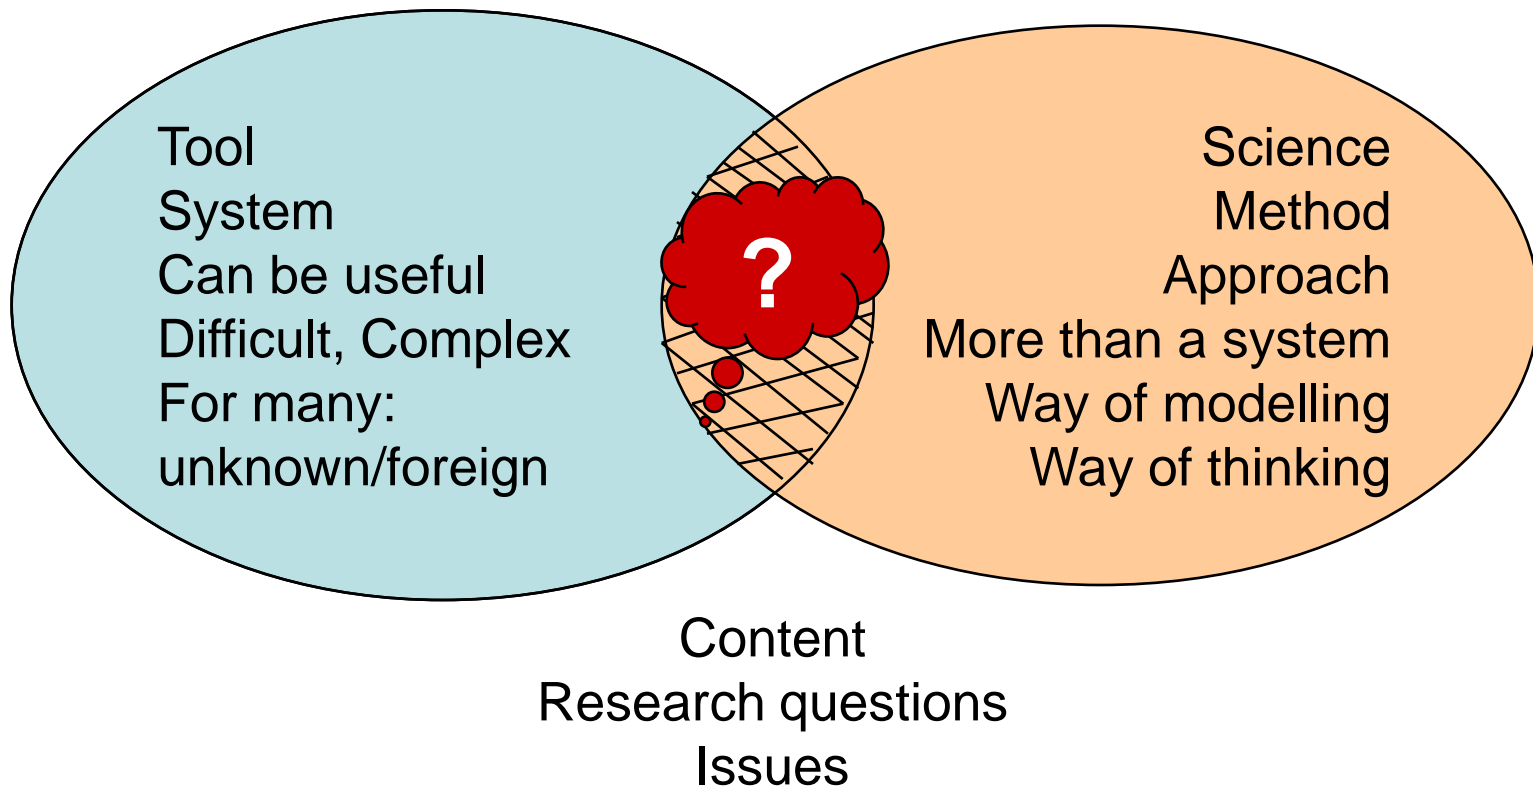 Tool
System
Can be useful
Difficult, Complex
For many:
unknown/foreign
?
Science
Method
Approach
More than a system
Way of modelling
Way of thinking
Content
Research questions
Issues